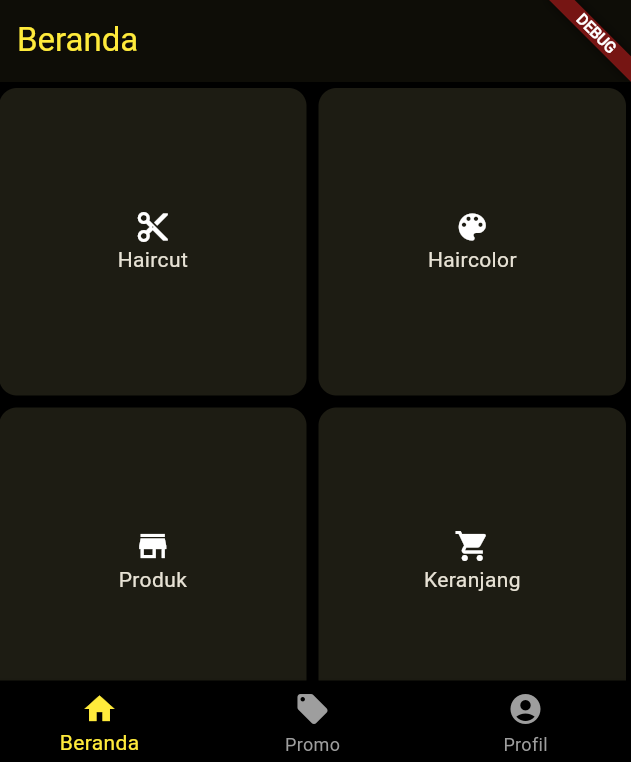 Beranda
DEBUG
Haircut
Haircolor
Produk
Keranjang
Beranda
Promo
Profil